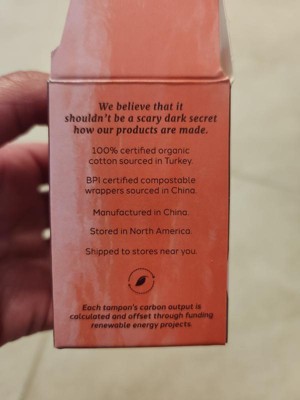 We believe that it
shouldn't be a scary dark secret
how our products are made.
100% certified organic
cotton sourced in Turkey.
BPI certified compostable
wrappers sourced in China.
Manufactured in China.
Stored in North America.
Shipped to stores near you.
Each tampon's carbon output is
calculated and offset through funding
renewable energy projects.